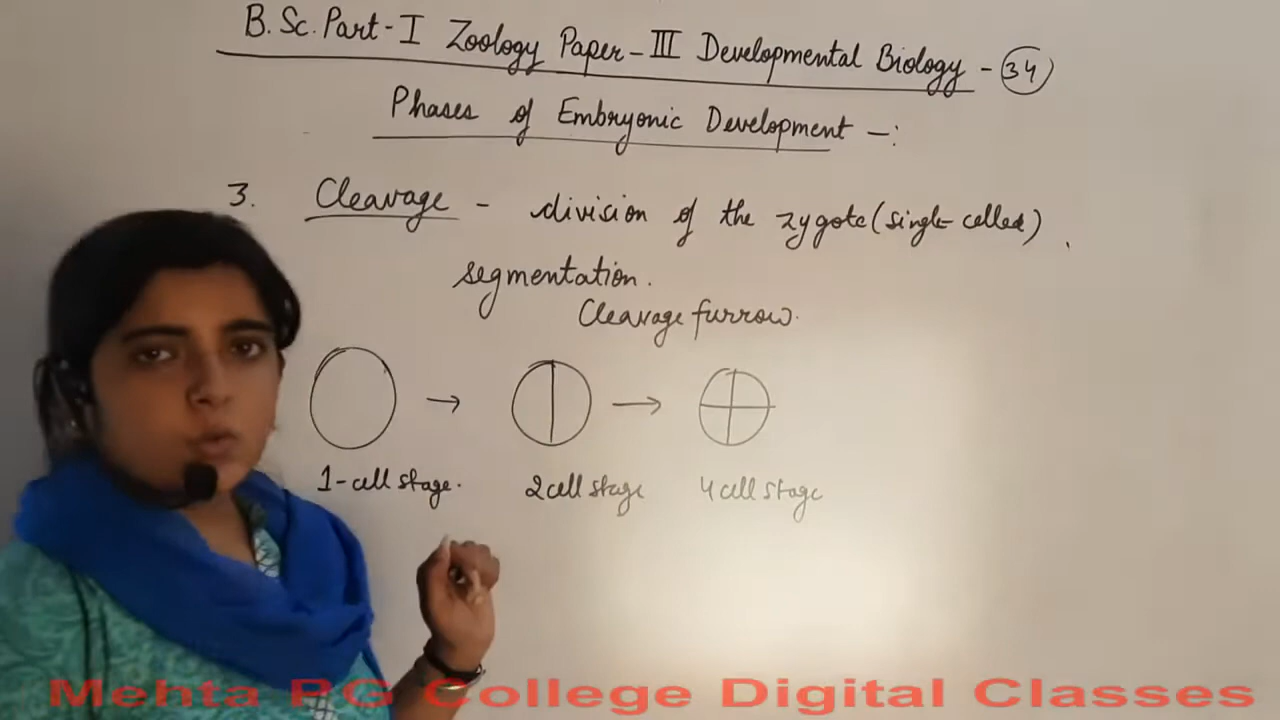 B.Sc. Part-I Zoology Paper-III Developmental Biology - 34
Phases of Embryonic Development -:
3. Cleavage - division of the zygote (single celled)
segmentation.
Cleavage furrow.
1-cell stage.
2 cell stage
4 cell stage
Mehta PG College Digital Classes